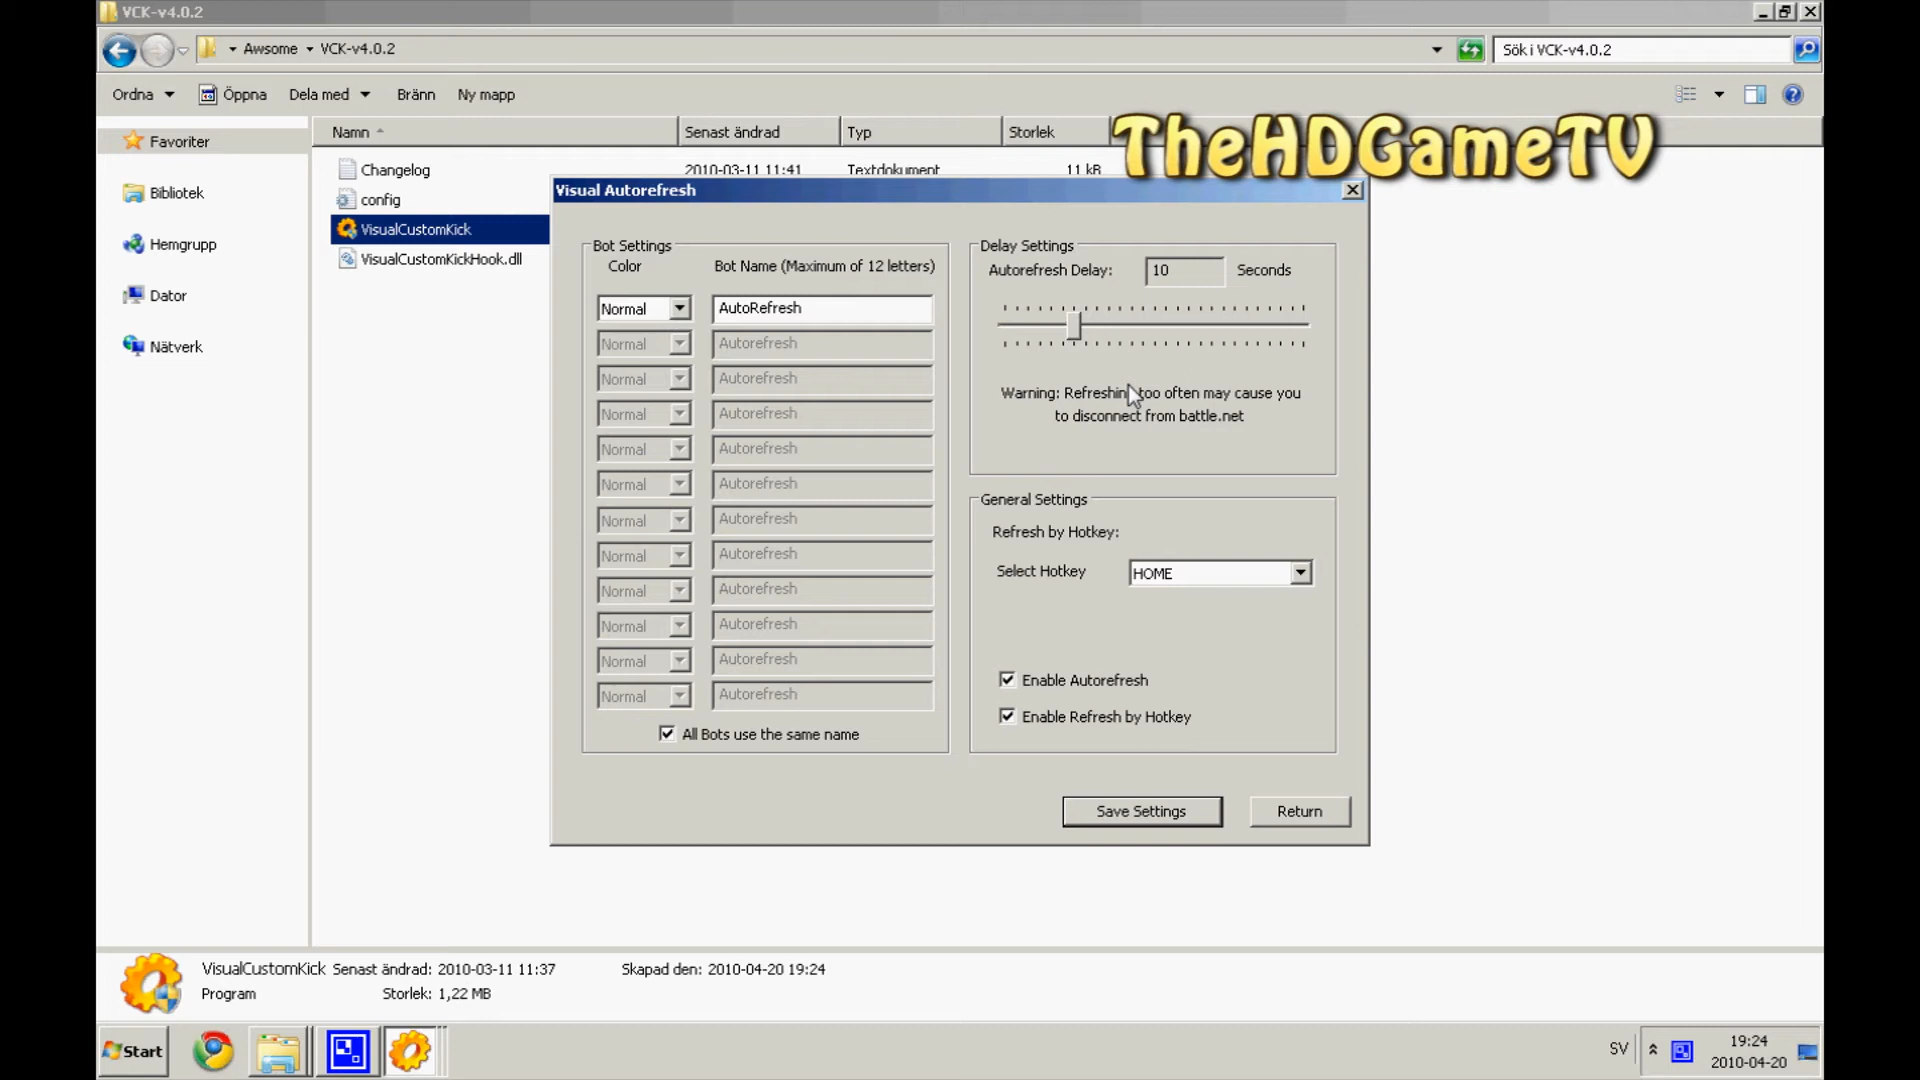 VCK-v4.0.2
Awsome VCK-v4.0.2
Sök i VCK-v4.0.2
Ordna Öppna Dela med Bränn Ny mapp
Namn Senast ändrad Typ Storlek
TheHDGameTV
Favoriter
Bibliotek
Hemgrupp
Dator
Nätverk
Changelog 2010-03-11 11:41 Textdokument 11 kB
config
VisualCustomKick
VisualCustomKickHook.dll
Visual Autorefresh
Bot Settings
Color Bot Name (Maximum of 12 letters)
Normal AutoRefresh
Normal Autorefresh
Normal Autorefresh
Normal Autorefresh
Normal Autorefresh
Normal Autorefresh
Normal Autorefresh
Normal Autorefresh
Normal Autorefresh
Normal Autorefresh
Normal Autorefresh
Normal Autorefresh
All Bots use the same name
Delay Settings
Autorefresh Delay: 10 Seconds
Warning: Refreshing too often may cause you
to disconnect from battle.net
General Settings
Refresh by Hotkey:
Select Hotkey HOME
Enable Autorefresh
Enable Refresh by Hotkey
Save Settings Return
VisualCustomKick Senast ändrad: 2010-03-11 11:37 Skapad den: 2010-04-20 19:24
Program Storlek: 1,22 MB
Start
SV
19:24
2010-04-20